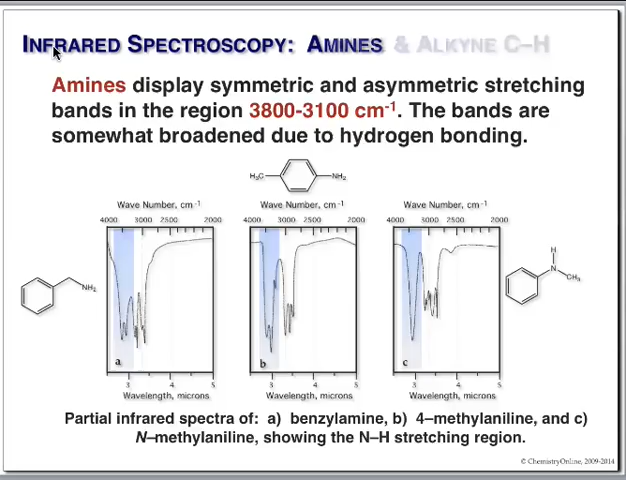 INFRARED SPECTROSCOPY: AMINES & ALKYNE C–H
Amines display symmetric and asymmetric stretching
bands in the region 3800-3100 cm-1. The bands are
somewhat broadened due to hydrogen bonding.
H3C NH2
Wave Number, cm -1 Wave Number, cm -1 Wave Number, cm -1
4000 3000 2500 2000 4000 3000 2500 2000 4000 3000 2500 2000
H
N
CH3
NH2
a b c
3 4 5 3 4 5 3 4 5
Wavelength, microns Wavelength, microns Wavelength, microns
Partial infrared spectra of: a) benzylamine, b) 4–methylaniline, and c)
N–methylaniline, showing the N–H stretching region.
© ChemistryOnline, 2009-2014